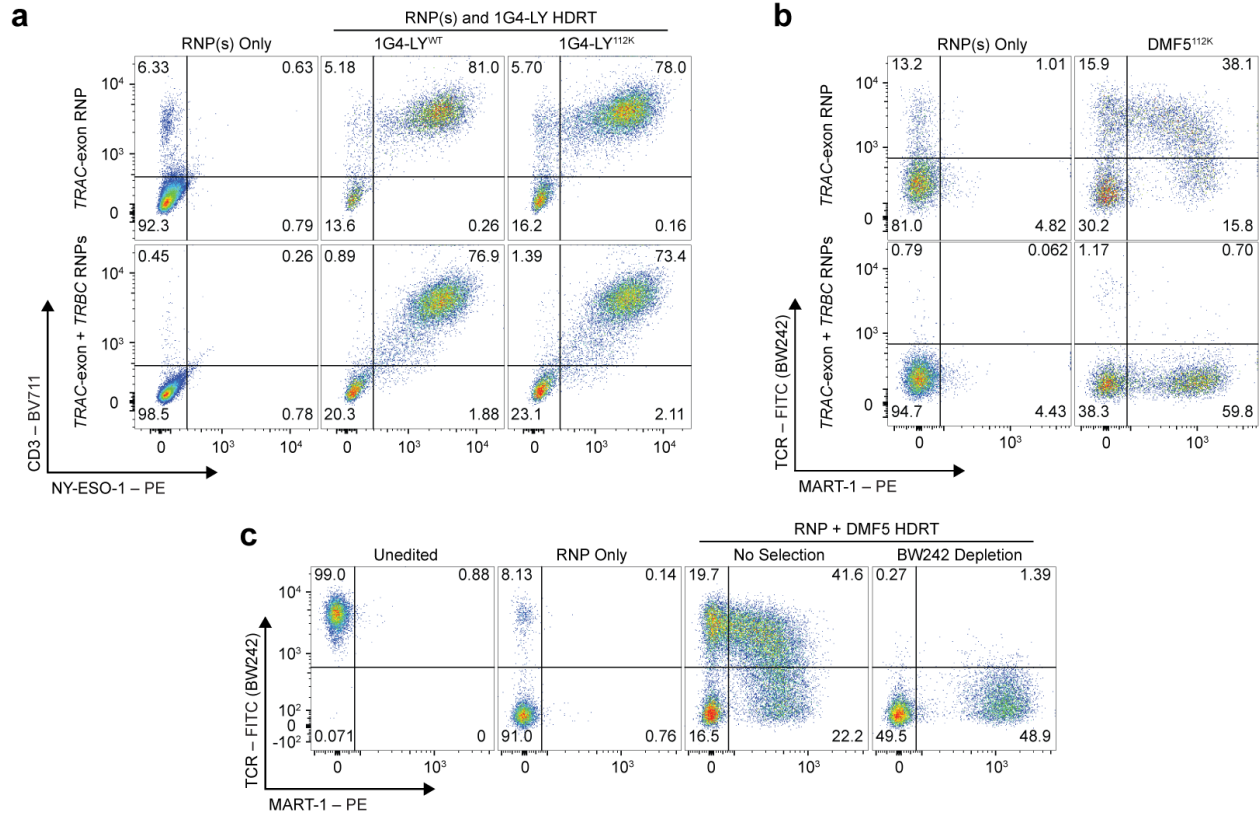 a
RNP(s) and 1G4-LY HDRT
RNP(s) Only 1G4-LYWT 1G4-LY112K
TRAC-exon RNP
10⁴
10³
0
6.33 0.63 5.18 81.0 5.70 78.0
92.3 0.79 13.6 0.26 16.2 0.16
TRAC-exon + TRBC RNPs
10⁴
10³
0
0.45 0.26 0.89 76.9 1.39 73.4
98.5 0.78 20.3 1.88 23.1 2.11
0 10³ 10⁴ 0 10³ 10⁴ 0 10³ 10⁴
CD3 – BV711
NY-ESO-1 – PE
b
RNP(s) Only DMF5112K
TRAC-exon RNP
10⁴
10³
0
13.2 1.01 15.9 38.1
81.0 4.82 30.2 15.8
TRAC-exon + TRBC RNPs
10⁴
10³
0
0.79 0.062 1.17 0.70
94.7 4.43 38.3 59.8
0 10³ 0 10³
TCR – FITC (BW242)
MART-1 – PE
c
RNP + DMF5 HDRT
Unedited RNP Only No Selection BW242 Depletion
10⁴
10³
10²
0
-10²
99.0 0.88 8.13 0.14 19.7 41.6 0.27 1.39
0.071 0 91.0 0.76 16.5 22.2 49.5 48.9
0 10³ 0 10³ 0 10³ 0 10³
TCR – FITC (BW242)
MART-1 – PE